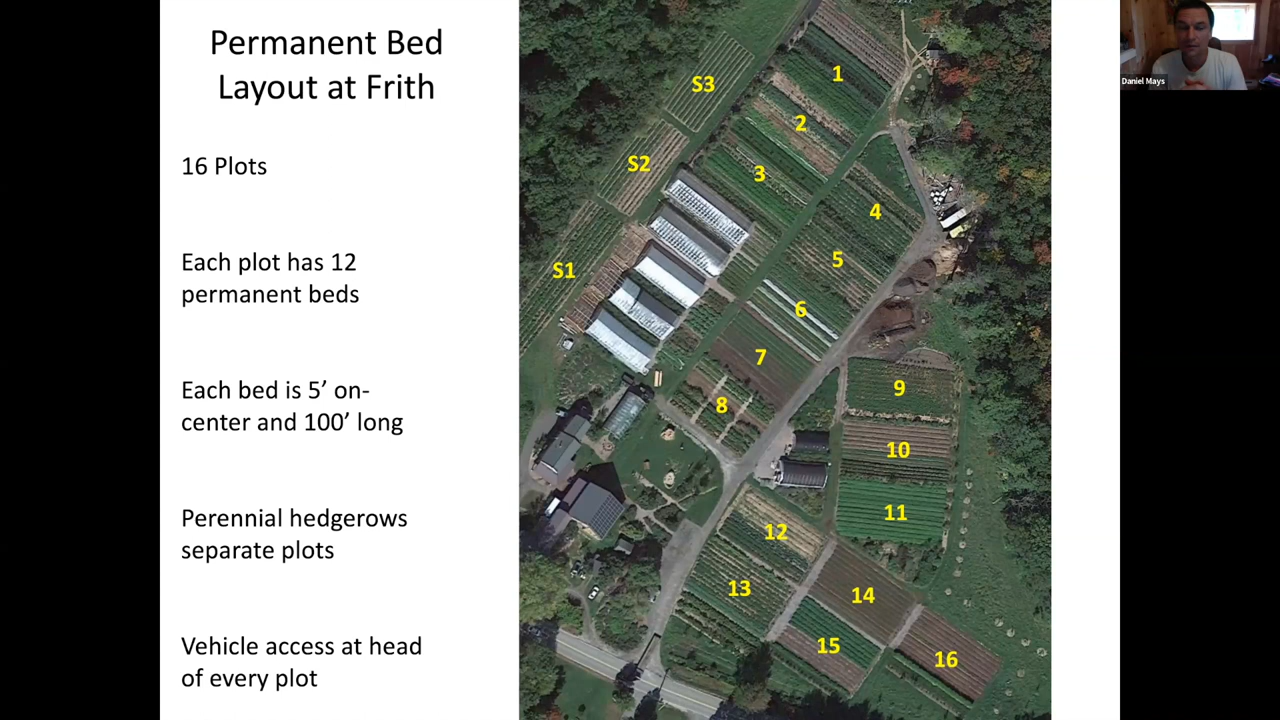 Permanent Bed
Layout at Frith
16 Plots
Each plot has 12
permanent beds
Each bed is 5’ on-
center and 100’ long
Perennial hedgerows
separate plots
Vehicle access at head
of every plot
S3
S2
S1
1
2
3
4
5
6
7
8
9
10
11
12
13
14
15
16
Daniel Mays